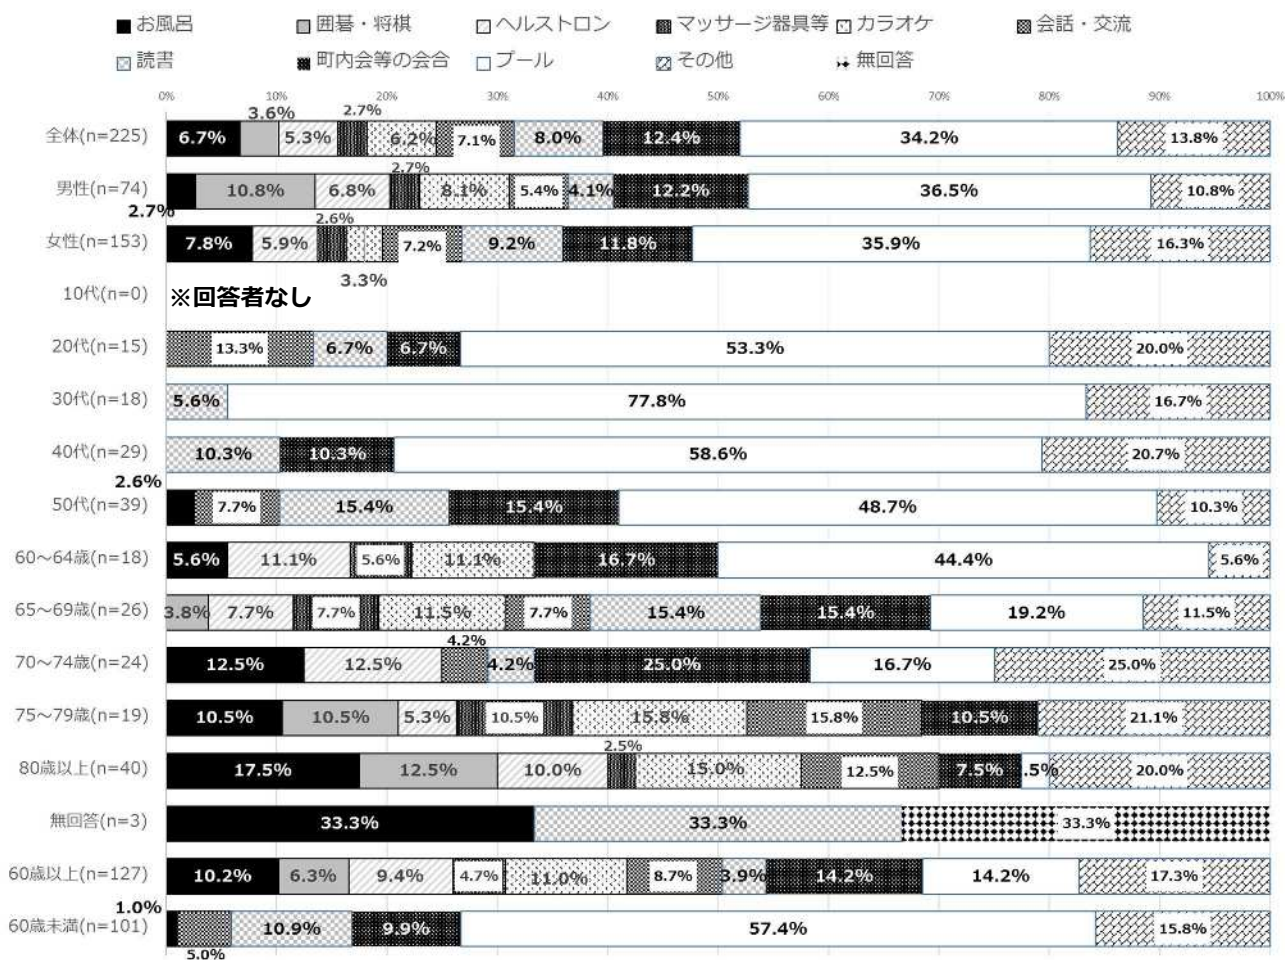 お風呂 囲碁・将棋 ヘルストロン マッサージ器具等 カラオケ 会話・交流
読書 町内会等の会合 プール その他 無回答
0% 10% 20% 30% 40% 50% 60% 70% 80% 90% 100%
3.6% 2.7%
全体(n=225) 6.7% 5.3% 6.2% 7.1% 8.0% 12.4% 34.2% 13.8%
2.7%
男性(n=74) 10.8% 6.8% 8.1% 5.4% 4.1% 12.2% 36.5% 10.8%
2.7%
2.6%
女性(n=153) 7.8% 5.9% 7.2% 9.2% 11.8% 35.9% 16.3%
3.3%
10代(n=0) ※回答者なし
20代(n=15) 13.3% 6.7% 6.7% 53.3% 20.0%
30代(n=18) 5.6% 77.8% 16.7%
40代(n=29) 10.3% 10.3% 58.6% 20.7%
2.6%
50代(n=39) 7.7% 15.4% 15.4% 48.7% 10.3%
60～64歳(n=18) 5.6% 11.1% 5.6% 11.1% 16.7% 44.4% 5.6%
65～69歳(n=26) 3.8% 7.7% 7.7% 11.5% 7.7% 15.4% 15.4% 19.2% 11.5%
4.2%
70～74歳(n=24) 12.5% 12.5% 4.2% 25.0% 16.7% 25.0%
75～79歳(n=19) 10.5% 10.5% 5.3% 10.5% 15.8% 15.8% 10.5% 21.1%
2.5%
80歳以上(n=40) 17.5% 12.5% 10.0% 15.0% 12.5% 7.5% .5% 20.0%
無回答(n=3) 33.3% 33.3% 33.3%
60歳以上(n=127) 10.2% 6.3% 9.4% 4.7% 11.0% 8.7% 3.9% 14.2% 14.2% 17.3%
1.0%
60歳未満(n=101) 10.9% 9.9% 57.4% 15.8%
5.0%